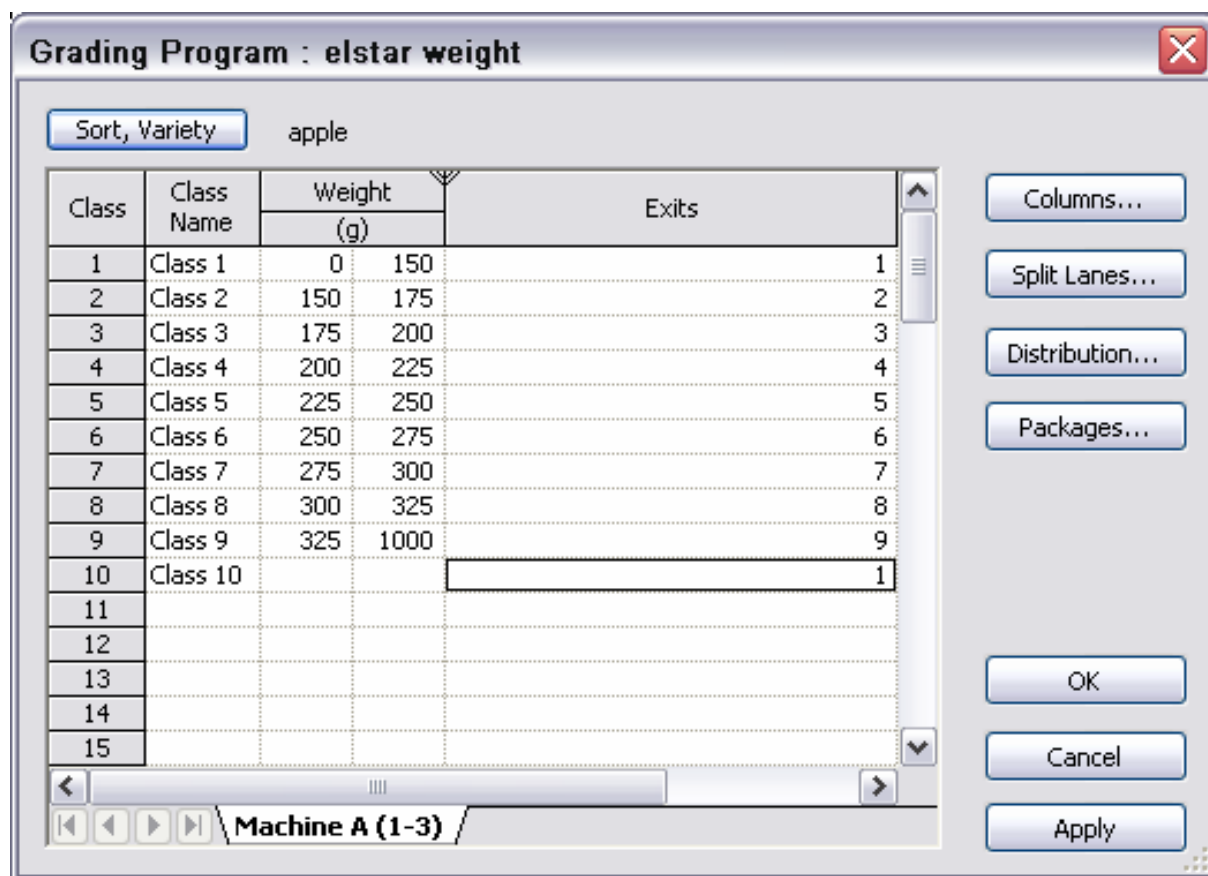 Grading Program : elstar weight
Sort, Variety apple
Class Class Name Weight (g) Exits
1 Class 1 0 150 1
2 Class 2 150 175 2
3 Class 3 175 200 3
4 Class 4 200 225 4
5 Class 5 225 250 5
6 Class 6 250 275 6
7 Class 7 275 300 7
8 Class 8 300 325 8
9 Class 9 325 1000 9
10 Class 10 1
11
12
13
14
15
Machine A (1-3)
Columns...
Split Lanes...
Distribution...
Packages...
OK
Cancel
Apply